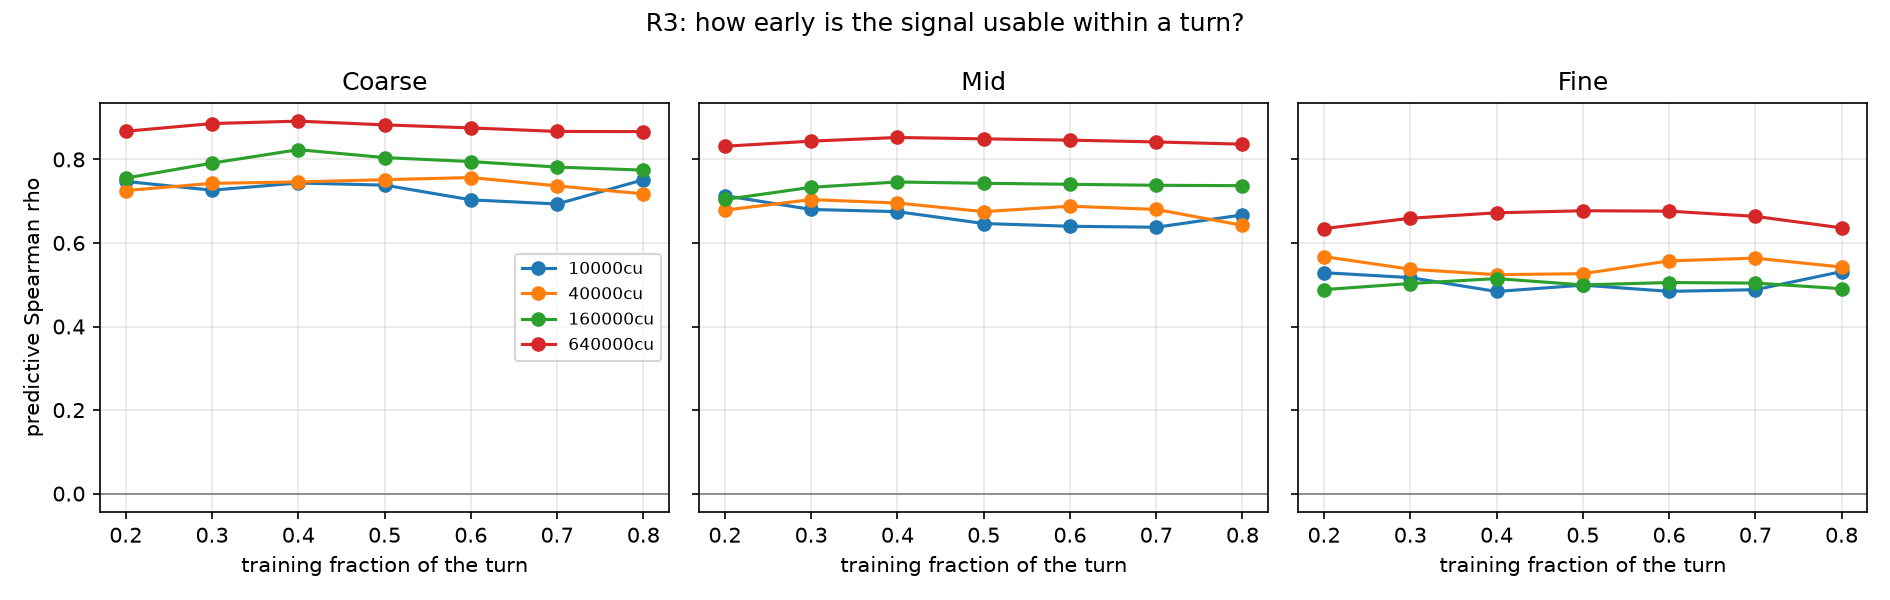 R3: how early is the signal usable within a turn?
Coarse
Mid
Fine
predictive Spearman rho
0.8
0.6
0.4
0.2
0.0
10000cu
40000cu
160000cu
640000cu
0.2 0.3 0.4 0.5 0.6 0.7 0.8
0.2 0.3 0.4 0.5 0.6 0.7 0.8
0.2 0.3 0.4 0.5 0.6 0.7 0.8
training fraction of the turn
training fraction of the turn
training fraction of the turn